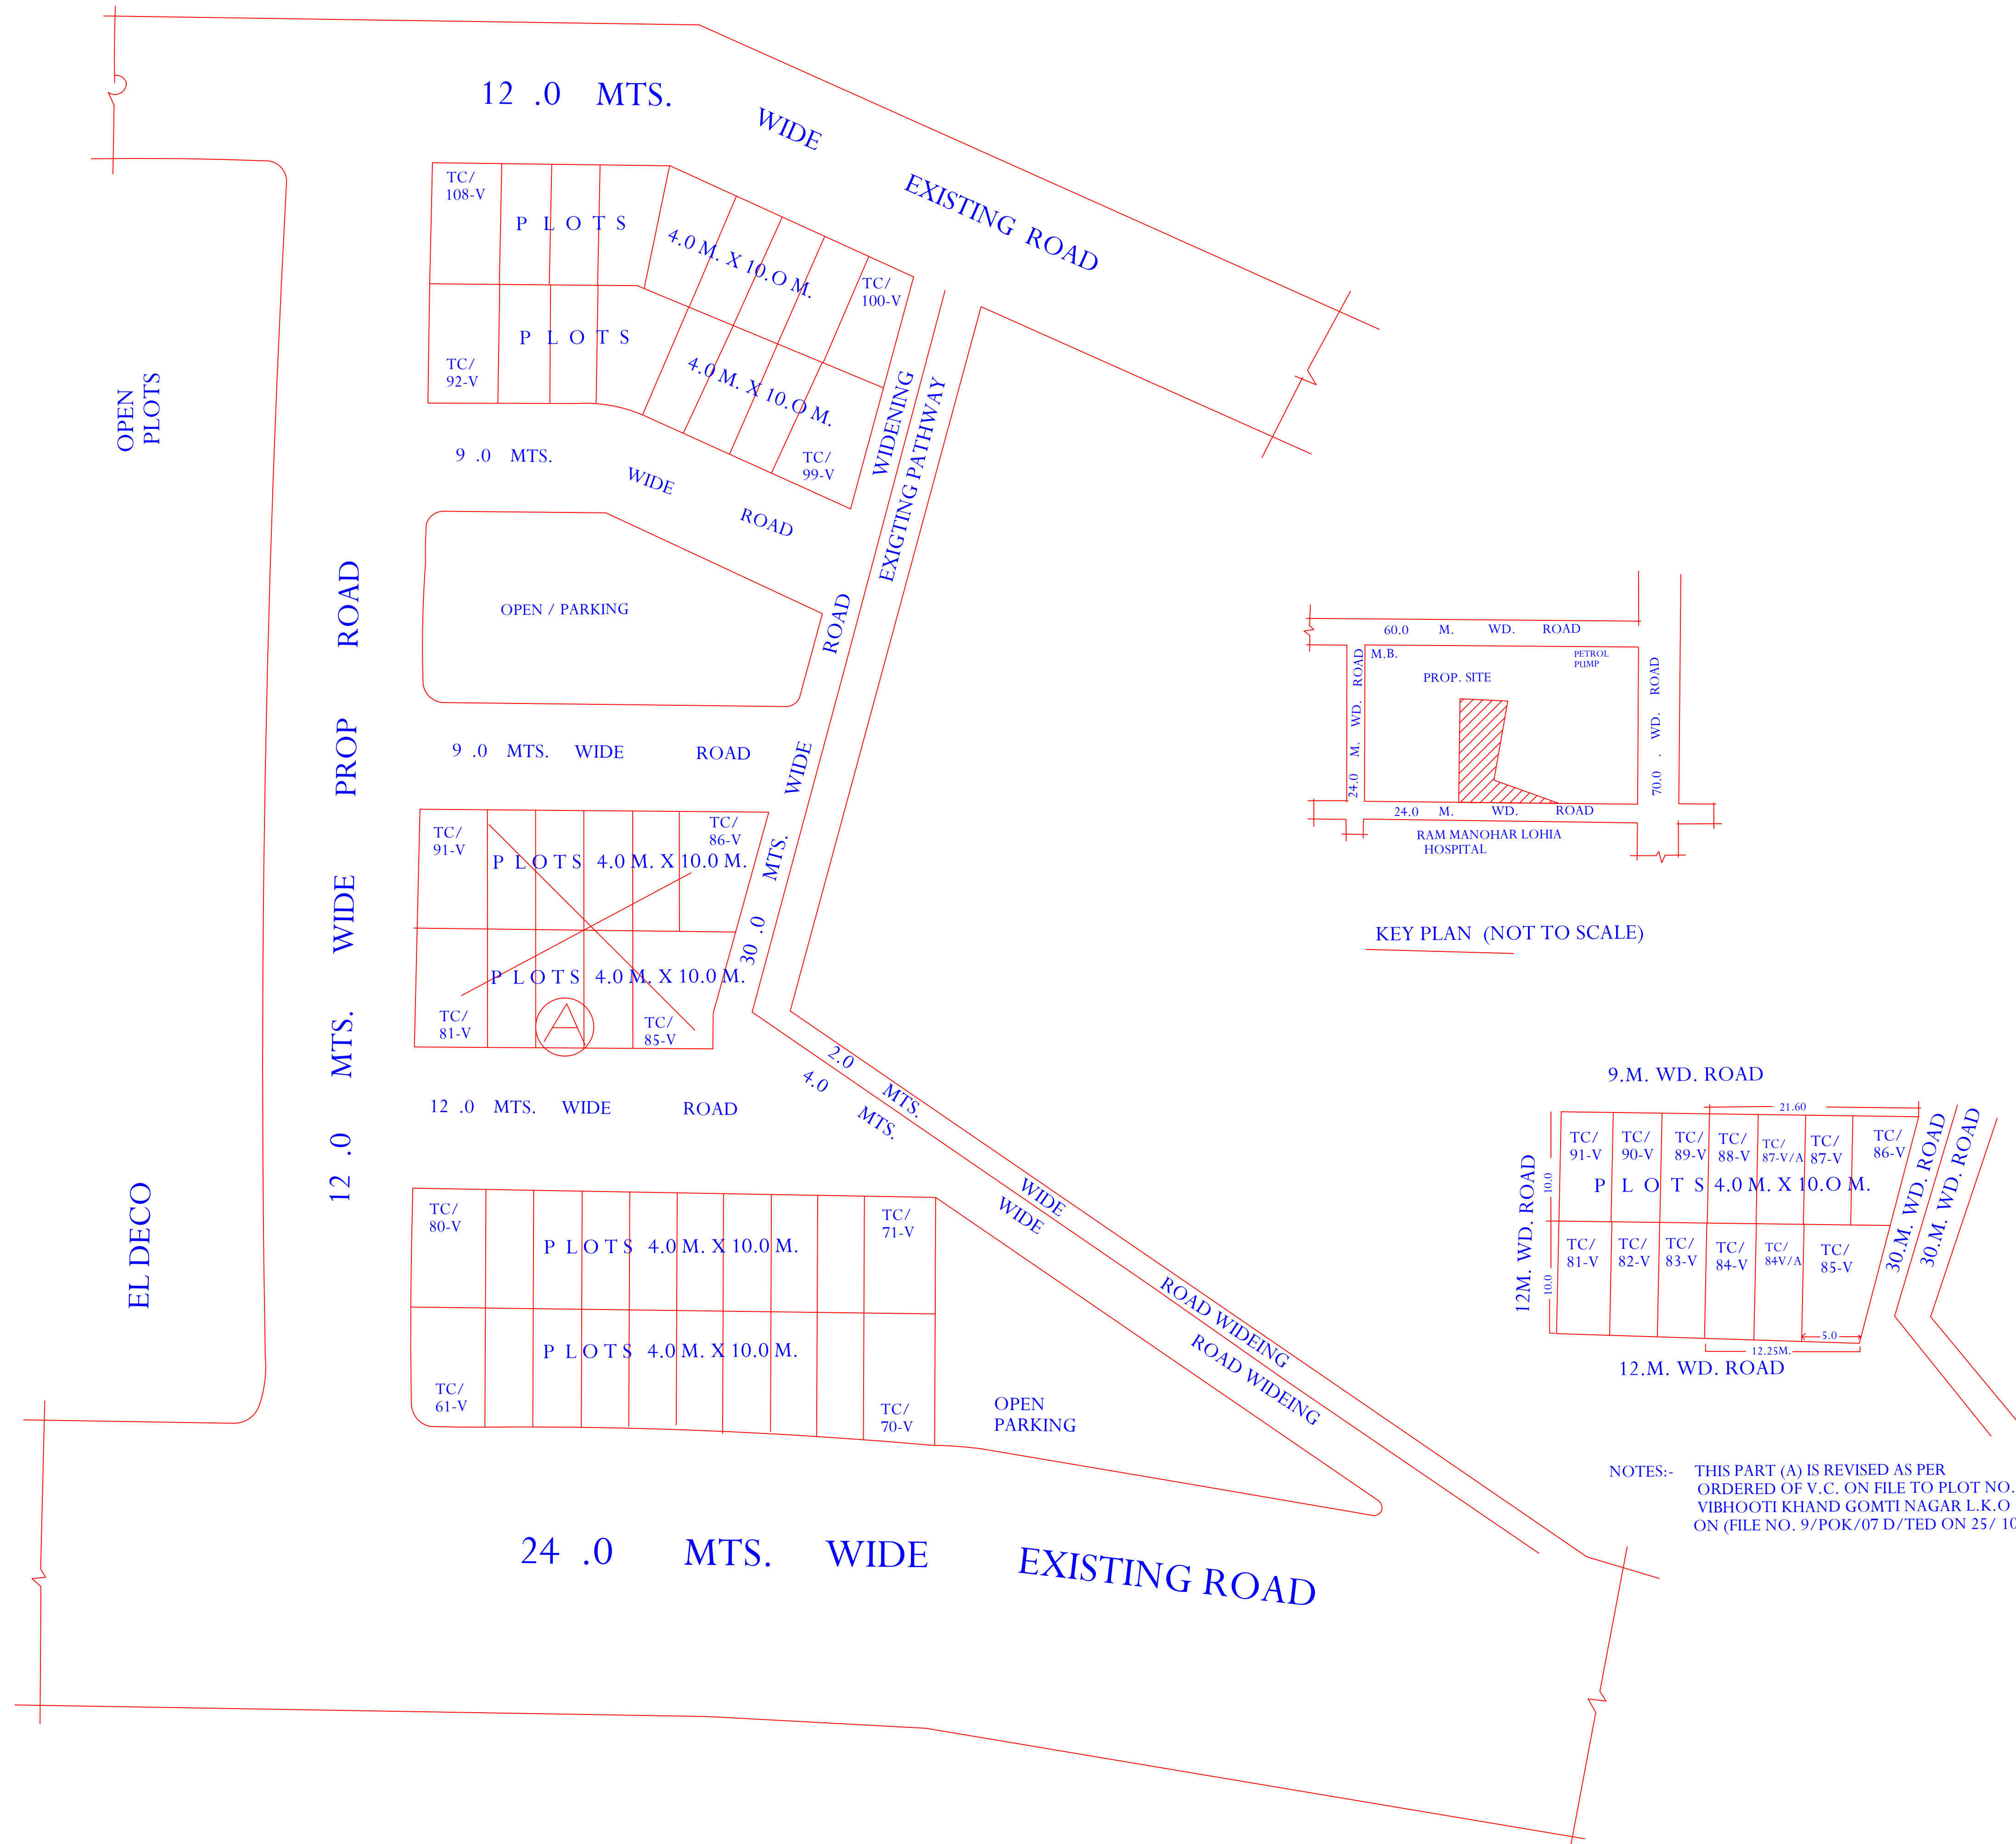 12 .0 MTS. WIDE EXISTING ROAD
TC/
108-V
P L O T S
4.0 M. X 10.O M.
TC/
100-V
P L O T S
4.0 M. X 10.O M.
TC/
92-V
TC/
99-V
OPEN
PLOTS
9 .0 MTS. WIDE ROAD
WIDENING
EXIGTING PATHWAY
OPEN / PARKING
12 .0 MTS. WIDE PROP ROAD
30 .0 MTS. WIDE ROAD
9 .0 MTS. WIDE ROAD
TC/
91-V
TC/
86-V
P L O T S 4.0 M. X 10.0 M.
P L O T S 4.0 M. X 10.0 M.
TC/
81-V
A
TC/
85-V
12 .0 MTS. WIDE ROAD
2.0 MTS. WIDE ROAD WIDEING
4.0 MTS. WIDE ROAD WIDEING
EL DECO
TC/
80-V
TC/
71-V
P L O T S 4.0 M. X 10.0 M.
P L O T S 4.0 M. X 10.0 M.
TC/
61-V
TC/
70-V
OPEN
PARKING
24 .0 MTS. WIDE EXISTING ROAD
60.0 M. WD. ROAD
M.B.
PETROL
PUMP
PROP. SITE
24.0 M. WD. ROAD
70.0 . WD. ROAD
24.0 M. WD. ROAD
RAM MANOHAR LOHIA
HOSPITAL
KEY PLAN (NOT TO SCALE)
9.M. WD. ROAD
21.60
TC/
91-V
TC/
90-V
TC/
89-V
TC/
88-V
TC/
87-V/A
TC/
87-V
TC/
86-V
P L O T S 4.0 M. X 10.O M.
10.0
10.0
12M. WD. ROAD
30.M. WD. ROAD
30.M. WD. ROAD
TC/
81-V
TC/
82-V
TC/
83-V
TC/
84-V
TC/
84V/A
TC/
85-V
5.0
12.25M.
12.M. WD. ROAD
NOTES:- THIS PART (A) IS REVISED AS PER
ORDERED OF V.C. ON FILE TO PLOT NO.
VIBHOOTI KHAND GOMTI NAGAR L.K.O
ON (FILE NO. 9/POK/07 D/TED ON 25/ 10